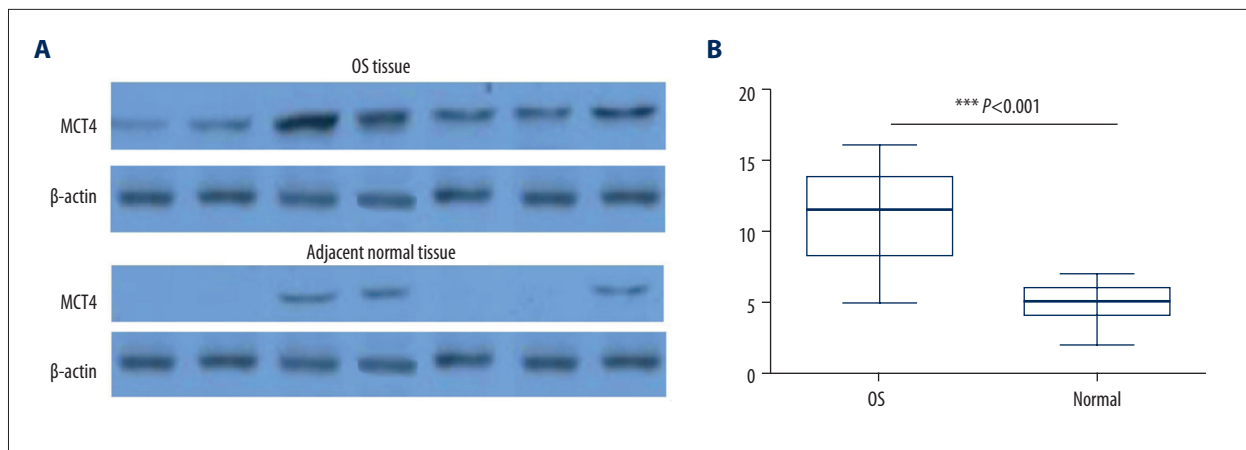 A
OS tissue
MCT4
β-actin
Adjacent normal tissue
MCT4
β-actin
B
20
15
10
5
0
*** P<0.001
OS
Normal